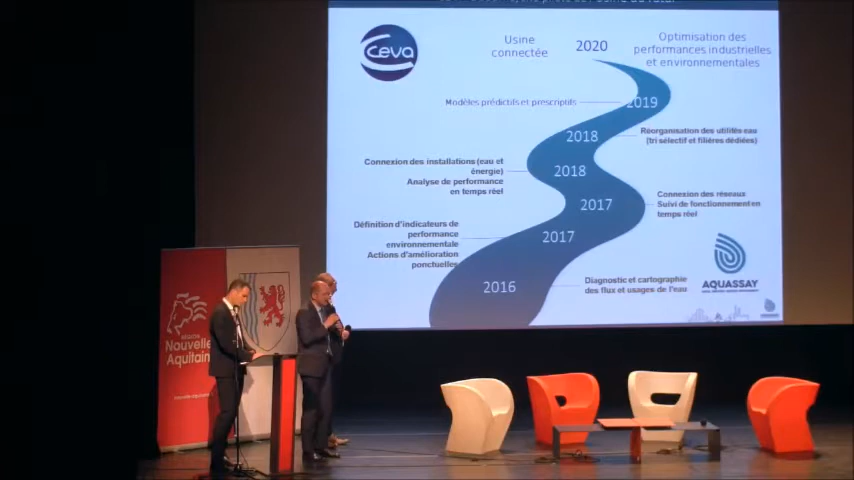 ceva
Usine
connectée
2020
Optimisation des
performances industrielles
et environnementales
2019
Modèles prédictifs et prescriptifs
2018
Réorganisation des utilités eau
(tri sélectif et filières dédiées)
Connexion des installations (eau et
énergie)
Analyse de performance
en temps réel
2018
Connexion des réseaux
Suivi de fonctionnement en
temps réel
2017
Définition d'indicateurs de
performance
environnementale
Actions d'amélioration
ponctuelles
2017
AQUASSAY
Diagnostic et cartographie
des flux et usages de l'eau
2016
Nouvelle
Aquitaine